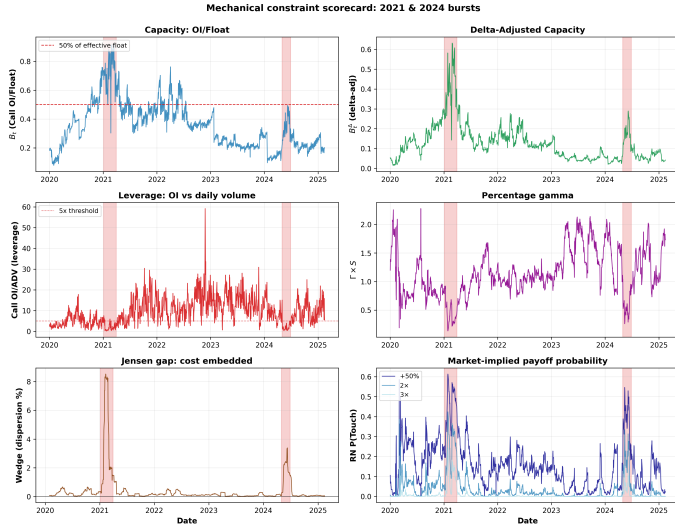 Mechanical constraint scorecard: 2021 & 2024 bursts
Capacity: OI/Float
50% of effective float
Bₜ (Call OI/Float)
0.8
0.6
0.4
0.2
2020 2021 2022 2023 2024 2025
Delta-Adjusted Capacity
Bₜᐞ (delta-adj)
0.6
0.5
0.4
0.3
0.2
0.1
0.0
2020 2021 2022 2023 2024 2025
Leverage: OI vs daily volume
5x threshold
Call OI/ADV (leverage)
60
50
40
30
20
10
0
2020 2021 2022 2023 2024 2025
Percentage gamma
Γ × S
2.0
1.5
1.0
0.5
2020 2021 2022 2023 2024 2025
Jensen gap: cost embedded
Wedge (dispersion %)
8
6
4
2
0
2020 2021 2022 2023 2024 2025
Date
Market-implied payoff probability
+50%
2×
3×
RN P(Touch)
0.6
0.5
0.4
0.3
0.2
0.1
0.0
2020 2021 2022 2023 2024 2025
Date